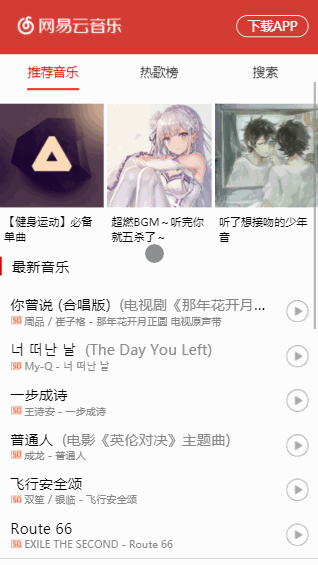 网易云音乐
下载APP
推荐音乐 热歌榜 搜索
【健身运动】必备
单曲
超燃BGM～听完你
就五杀了~
听了想接吻的少年
音
最新音乐
你曾说 (合唱版) (电视剧《那年花开月...
SQ 周品 / 崔子格 - 那年花开月正圆 电视原声带
너 떠난 날 (The Day You Left)
SQ My-Q - 너 떠난 날
一步成诗
SQ 王诗安 - 一步成诗
普通人 (电影《英伦对决》主题曲)
SQ 成龙 - 普通人
飞行安全颂
SQ 双笙 / 银临 - 飞行安全颂
Route 66
SQ EXILE THE SECOND - Route 66